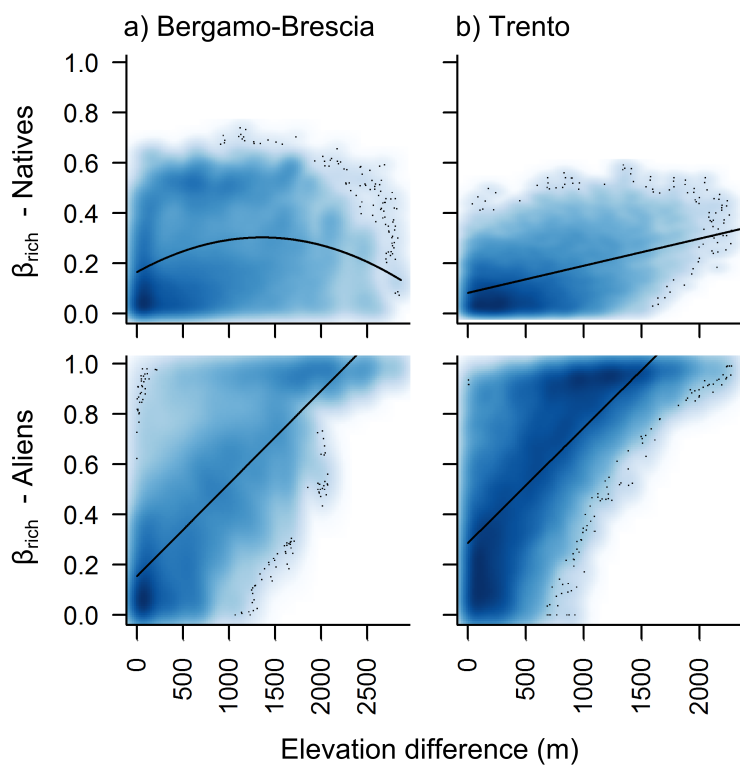 a) Bergamo-Brescia
b) Trento
βrich - Natives
1.0
0.8
0.6
0.4
0.2
0.0
βrich - Aliens
1.0
0.8
0.6
0.4
0.2
0.0
0 500 1000 1500 2000 2500
0 500 1000 1500 2000
Elevation difference (m)